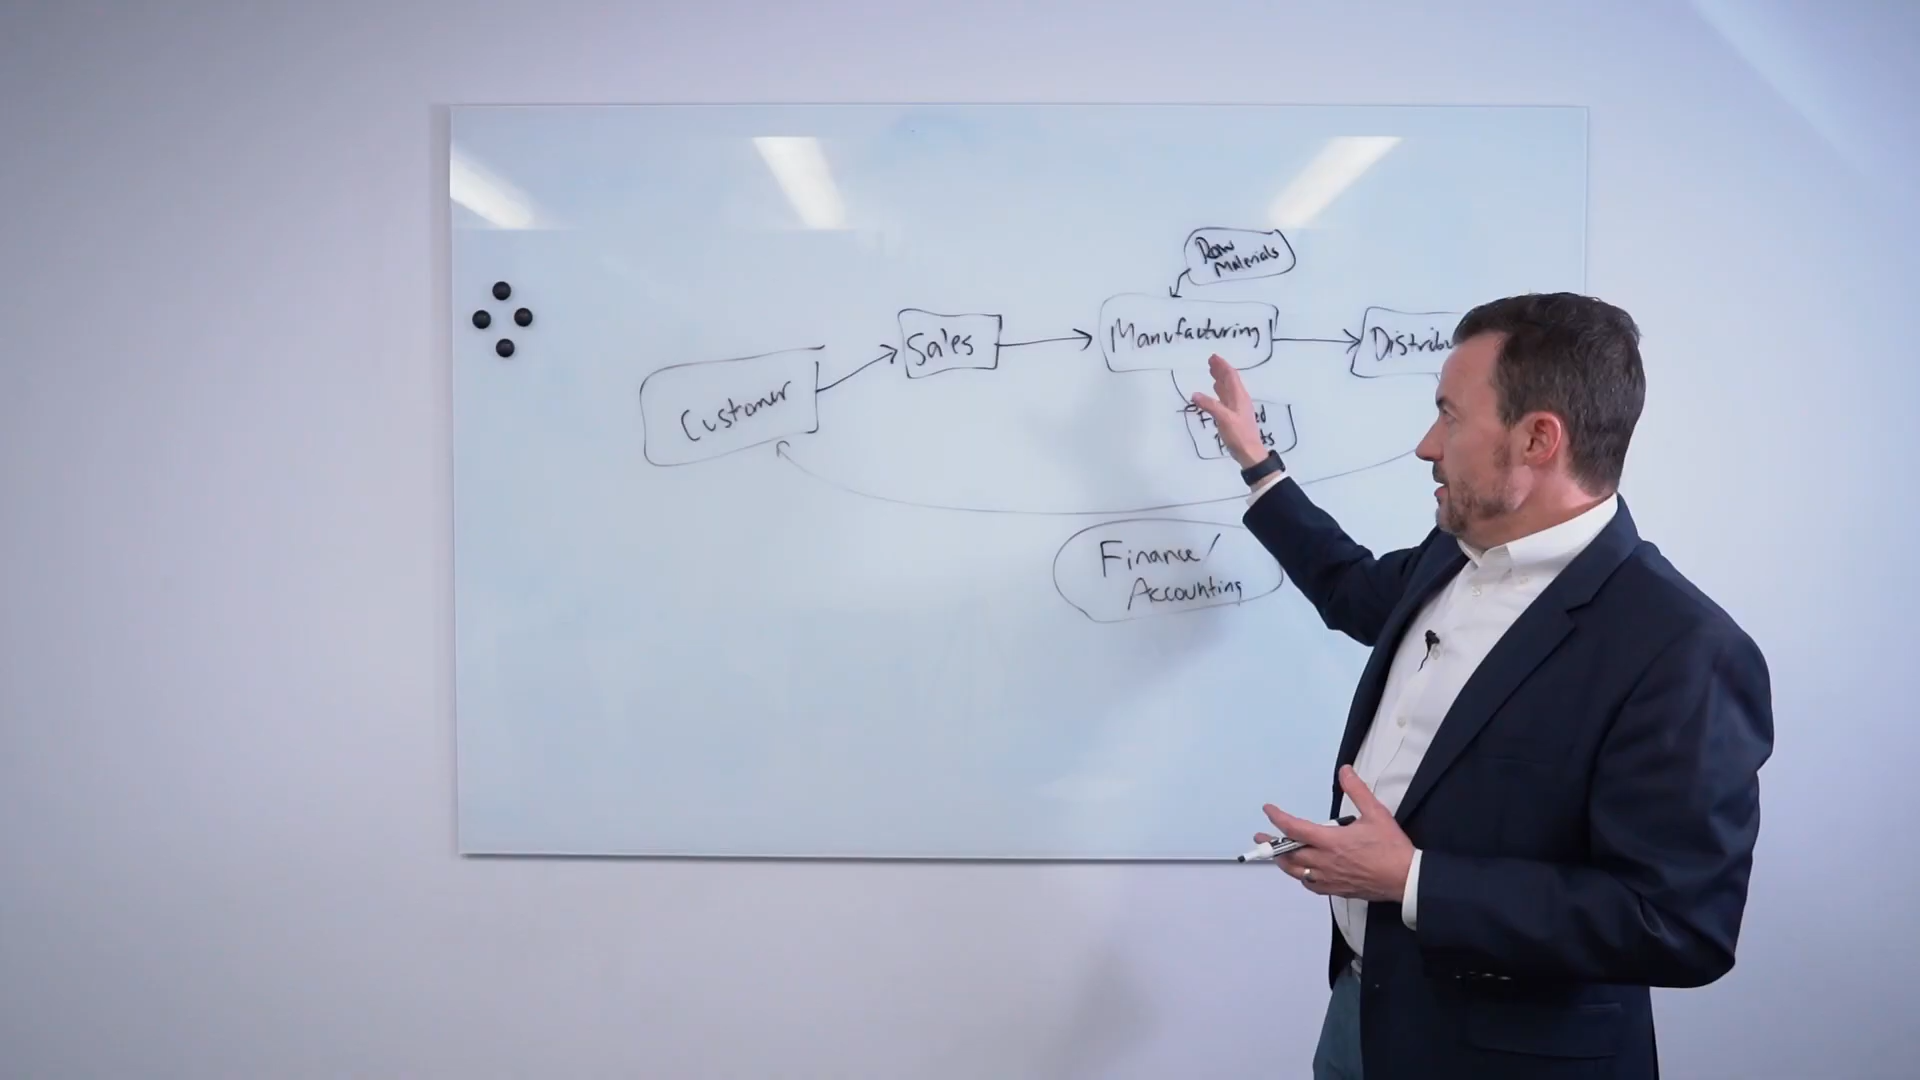 Raw
Materials
Customer
Sales
Manufacturing
Finance/
Accounting